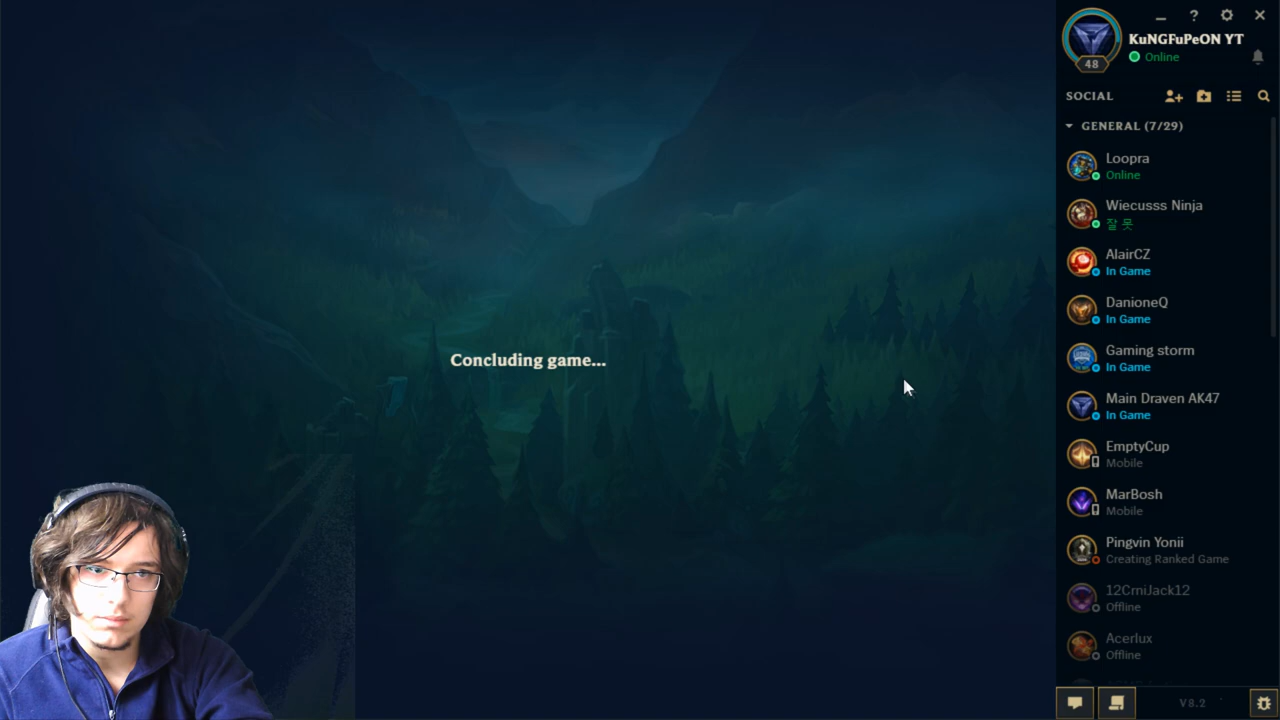 KuNGFuPeON YT
48
Online
SOCIAL
GENERAL (7/29)
Loopra
Online
Wiecusss Ninja
잘 못
AlairCZ
In Game
DanioneQ
In Game
Gaming storm
In Game
Main Draven AK47
In Game
EmptyCup
Mobile
MarBosh
Mobile
Pingvin Yonii
Creating Ranked Game
12CrniJack12
Offline
Acerlux
Offline
Concluding game...
V8.2